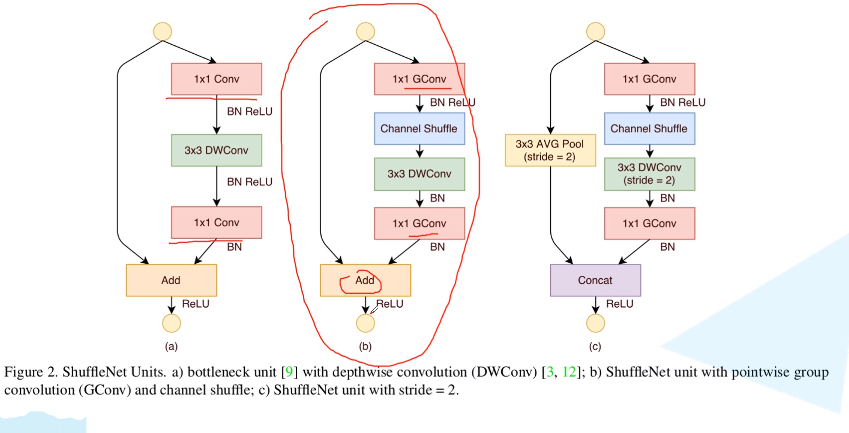 1x1 Conv
BN ReLU
3x3 DWConv
BN ReLU
1x1 Conv
BN
Add
ReLU
(a)
1x1 GConv
BN ReLU
Channel Shuffle
3x3 DWConv
BN
1x1 GConv
BN
Add
ReLU
(b)
3x3 AVG Pool
(stride = 2)
1x1 GConv
BN ReLU
Channel Shuffle
3x3 DWConv
(stride = 2)
BN
1x1 GConv
BN
Concat
ReLU
(c)
Figure 2. ShuffleNet Units. a) bottleneck unit [9] with depthwise convolution (DWConv) [3, 12]; b) ShuffleNet unit with pointwise group
convolution (GConv) and channel shuffle; c) ShuffleNet unit with stride = 2.